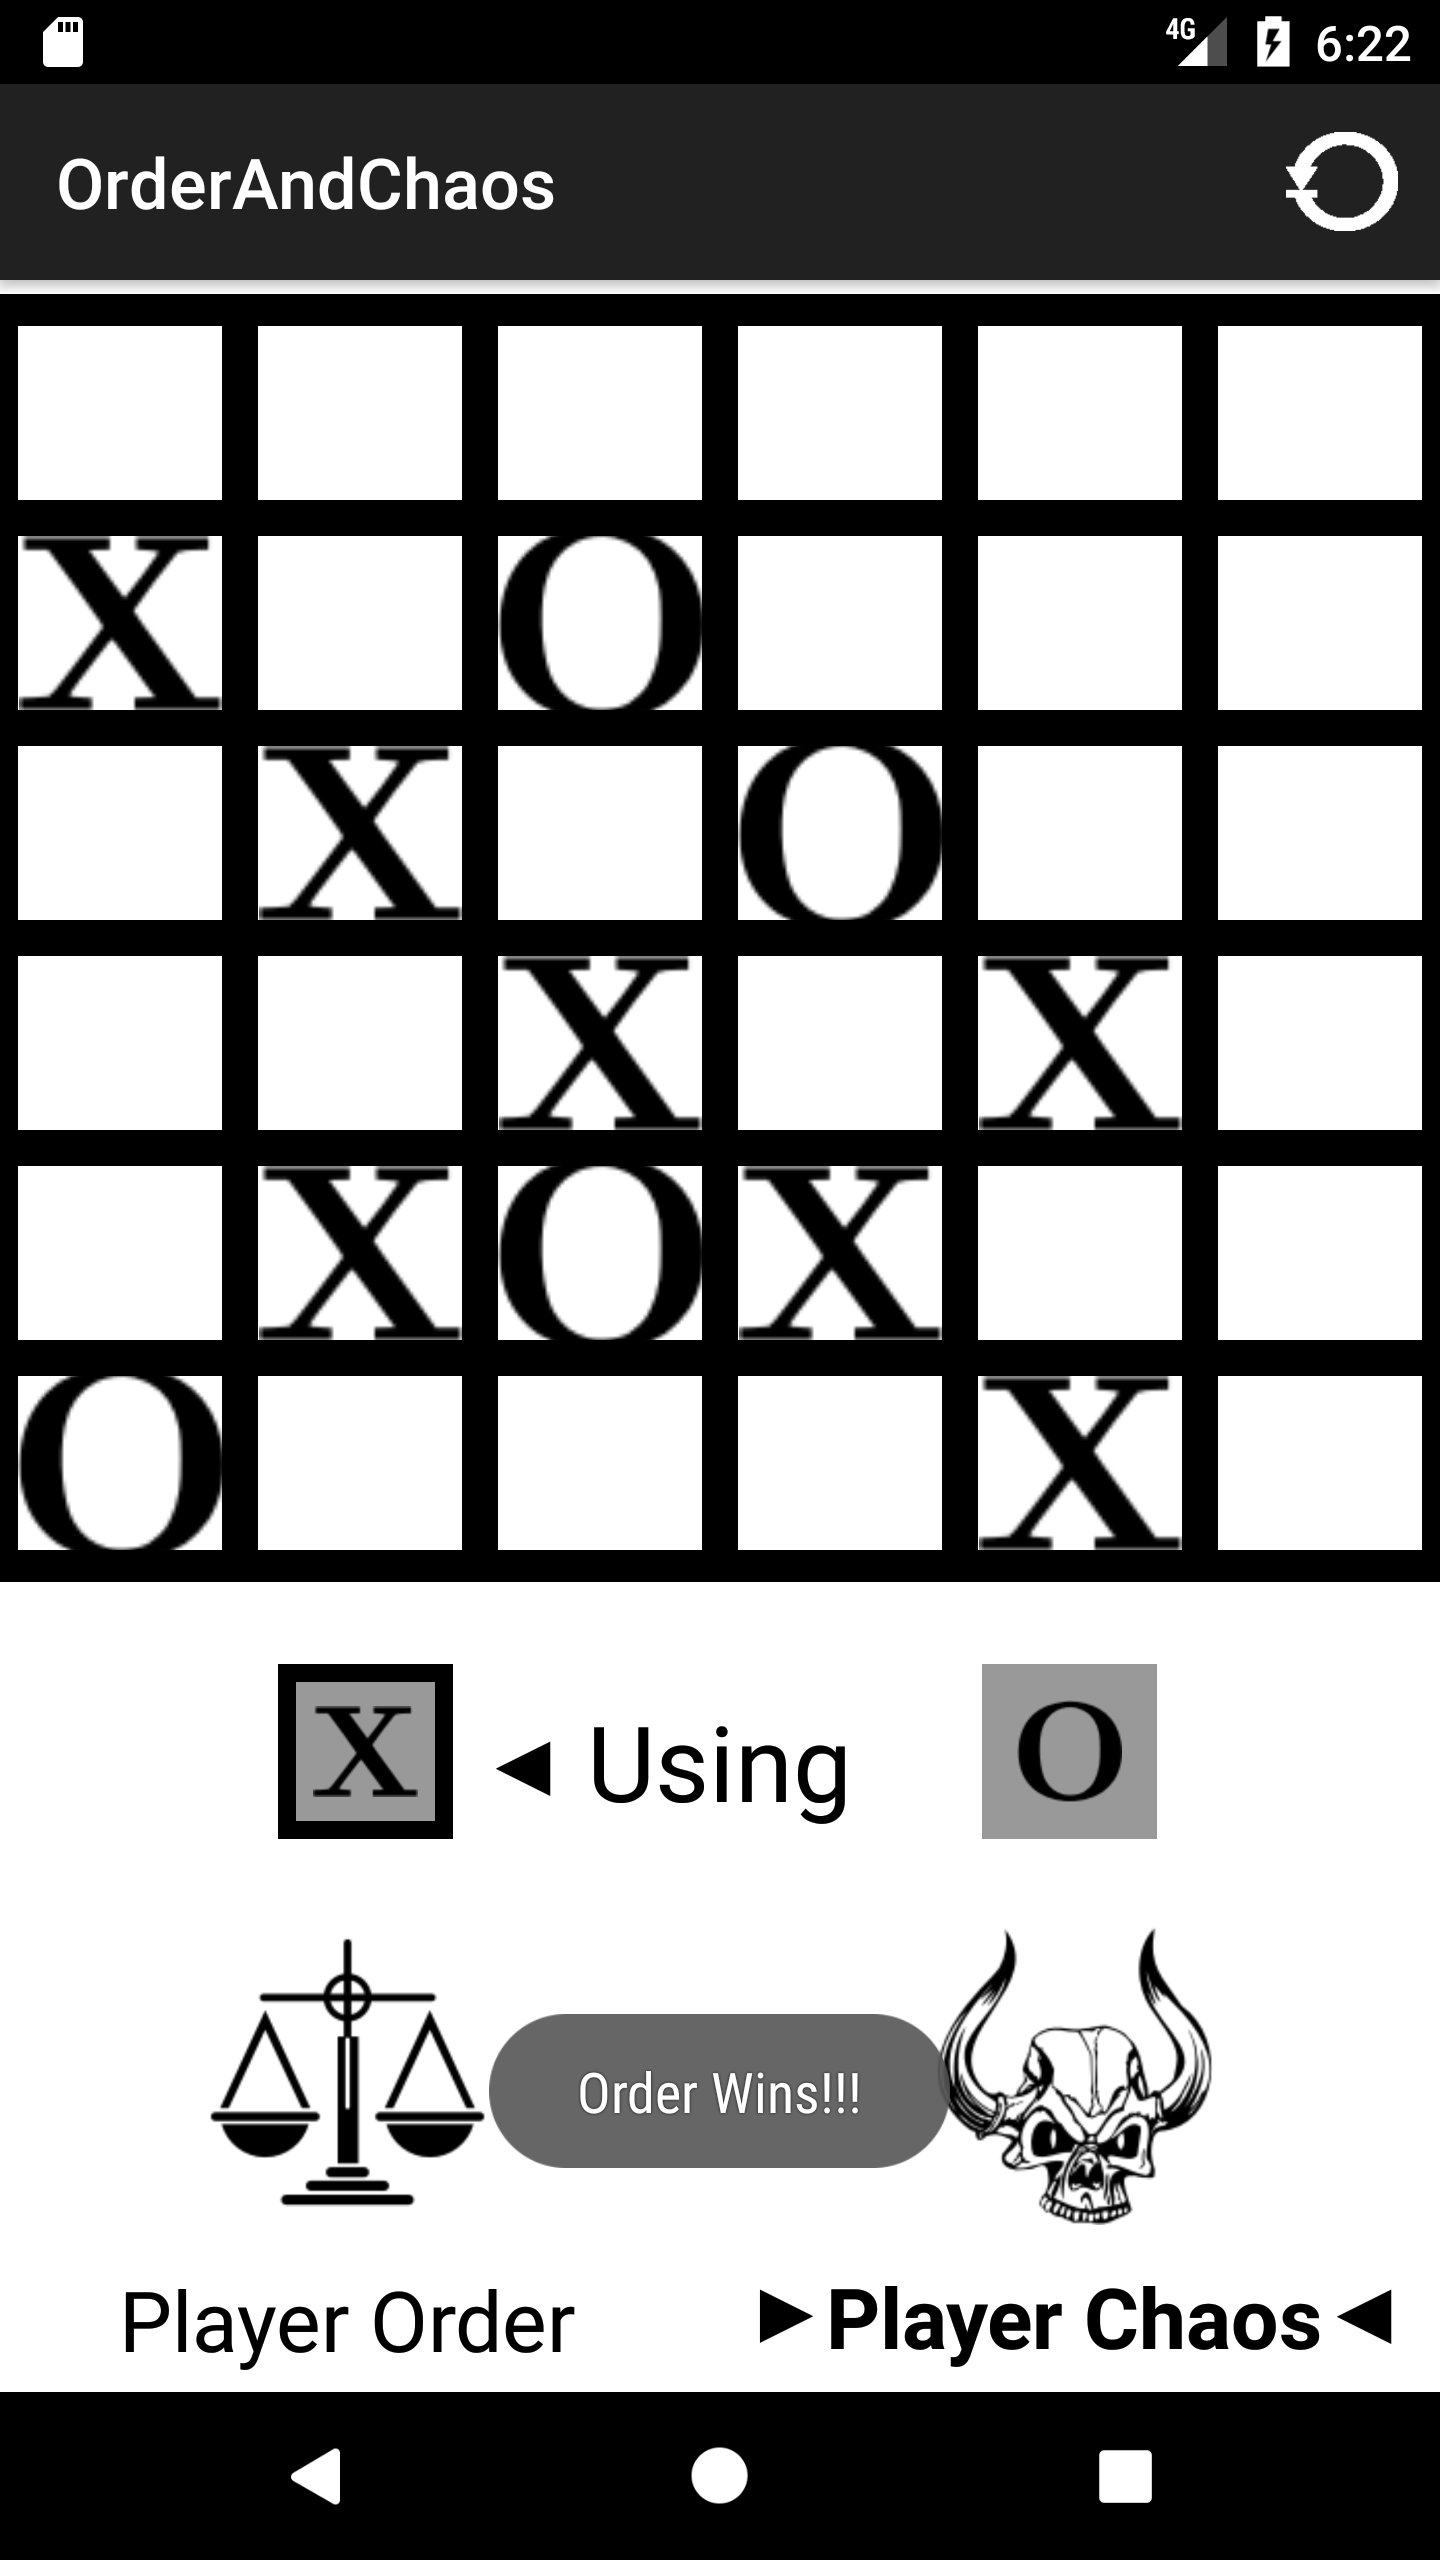 4G 6:22
OrderAndChaos
X O
X O
X X
X O X
O X
X ◄ Using O
Order Wins!!!
Player Order ►Player Chaos◄